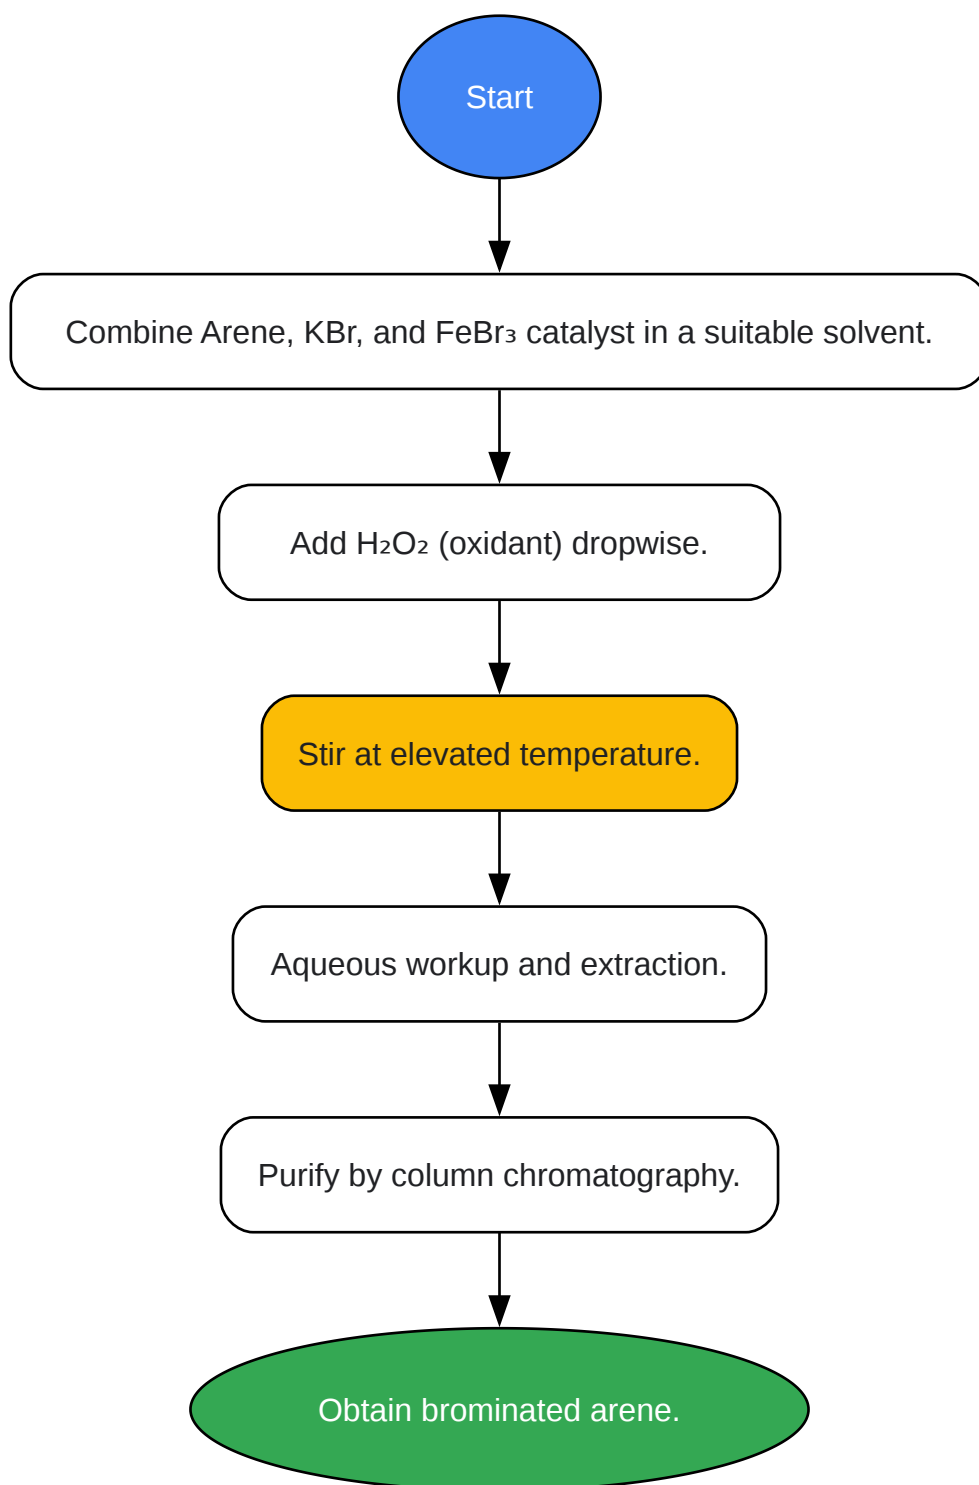 Start
Combine Arene, KBr, and FeBr₃ catalyst in a suitable solvent.
Add H₂O₂ (oxidant) dropwise.
Stir at elevated temperature.
Aqueous workup and extraction.
Purify by column chromatography.
Obtain brominated arene.